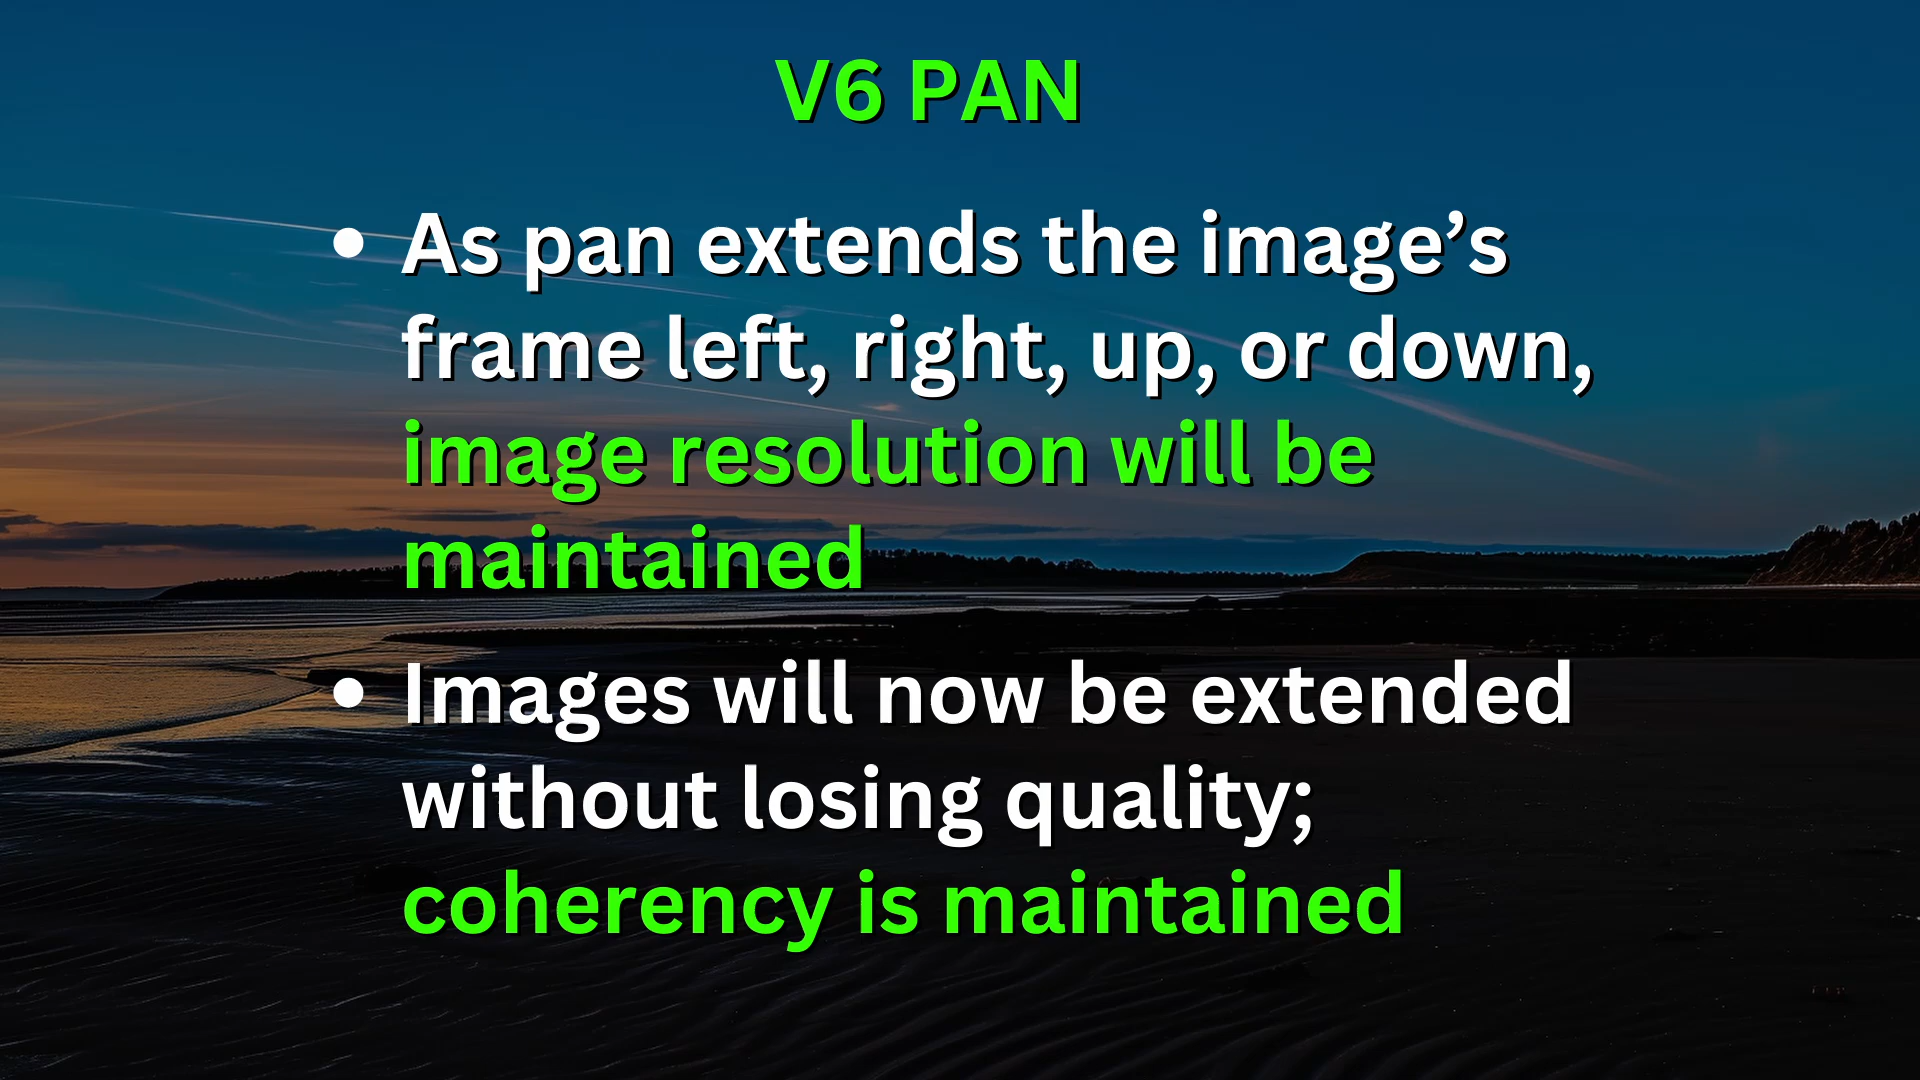 V6 PAN
• As pan extends the image’s
frame left, right, up, or down,
image resolution will be
maintained
• Images will now be extended
without losing quality;
coherency is maintained